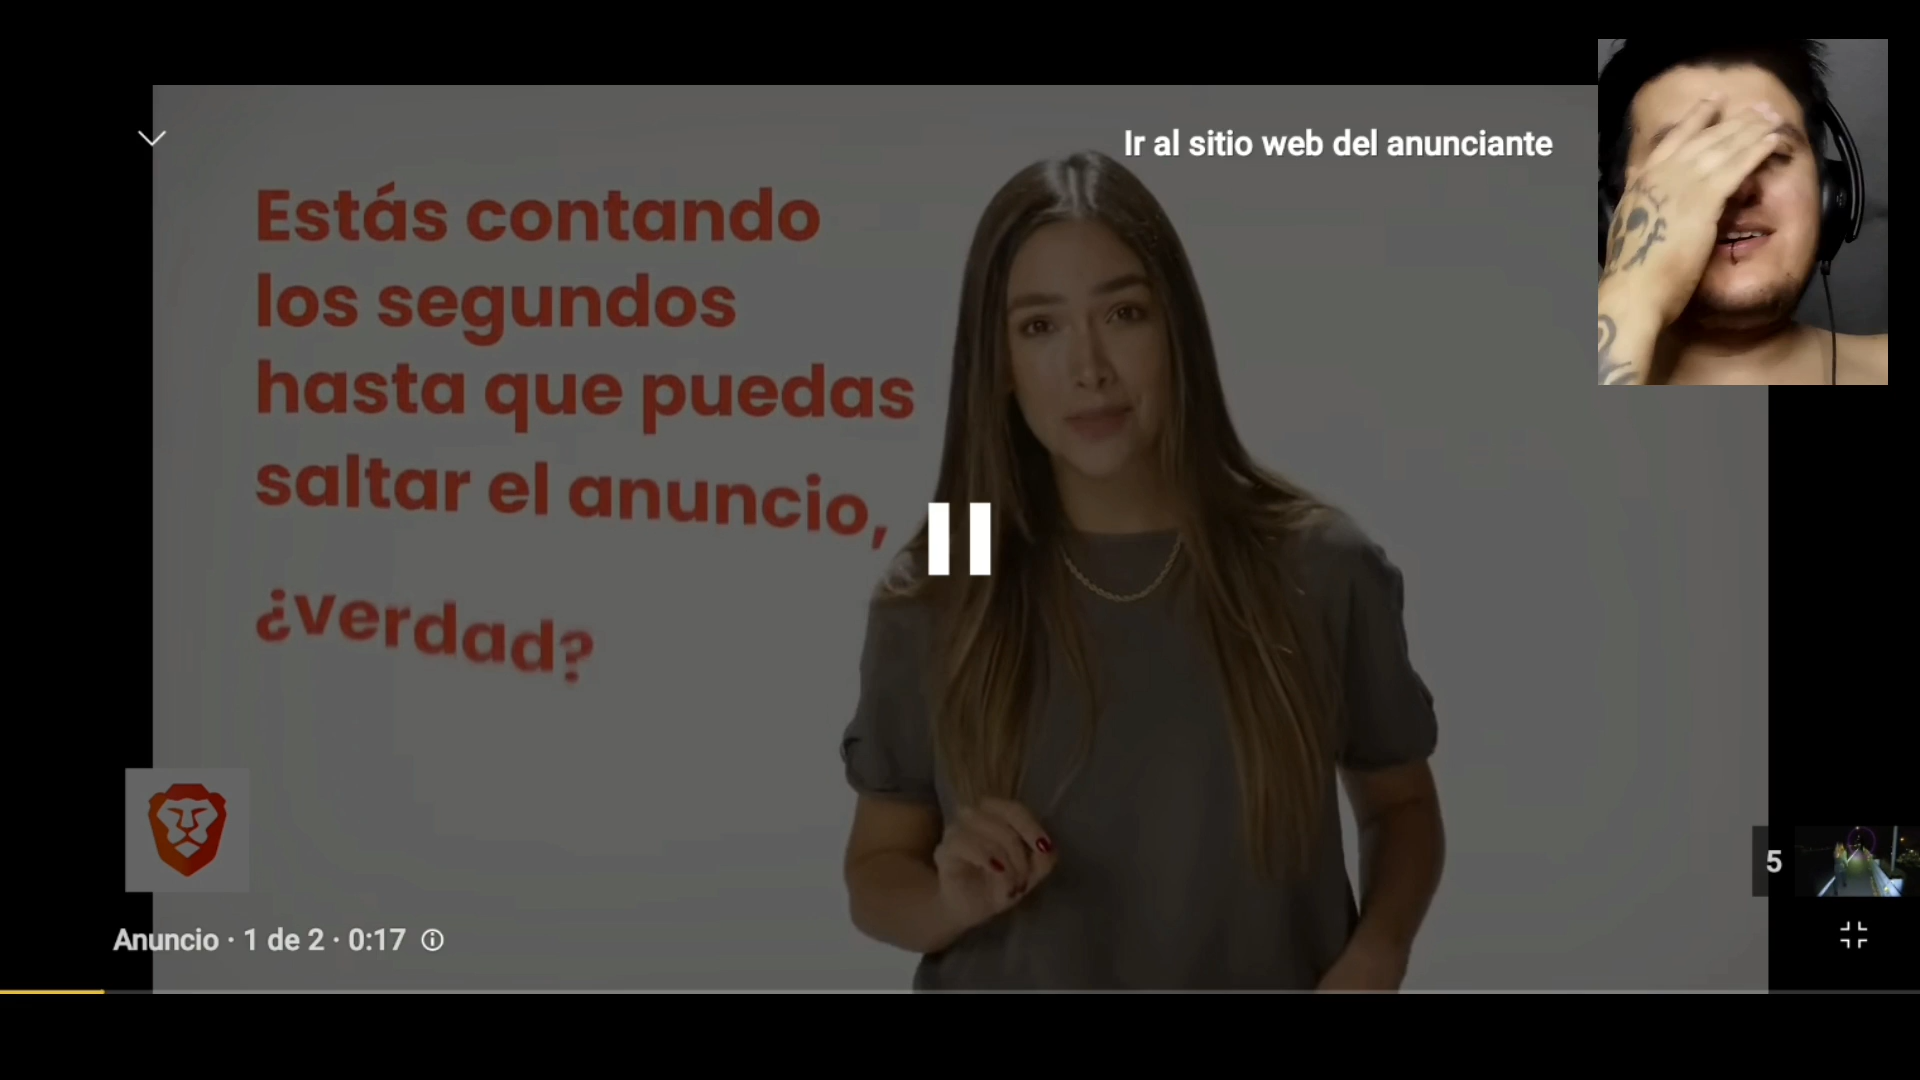 Ir al sitio web del anunciante
Estás contando
los segundos
hasta que puedas
saltar el anuncio,
¿verdad?
5
Anuncio · 1 de 2 · 0:17